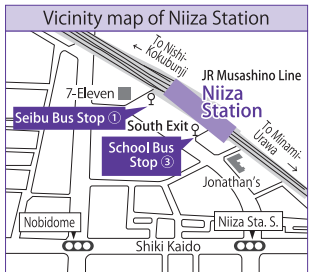 Vicinity map of Niiza Station
To Nishi-
Kokubunji
JR Musashino Line
Niiza
Station
7-Eleven
Seibu Bus Stop ①
South Exit
School Bus
Stop ③
To Minami-
Urawa
Jonathan's
Nobidome
Niiza Sta. S.
Shiki Kaido